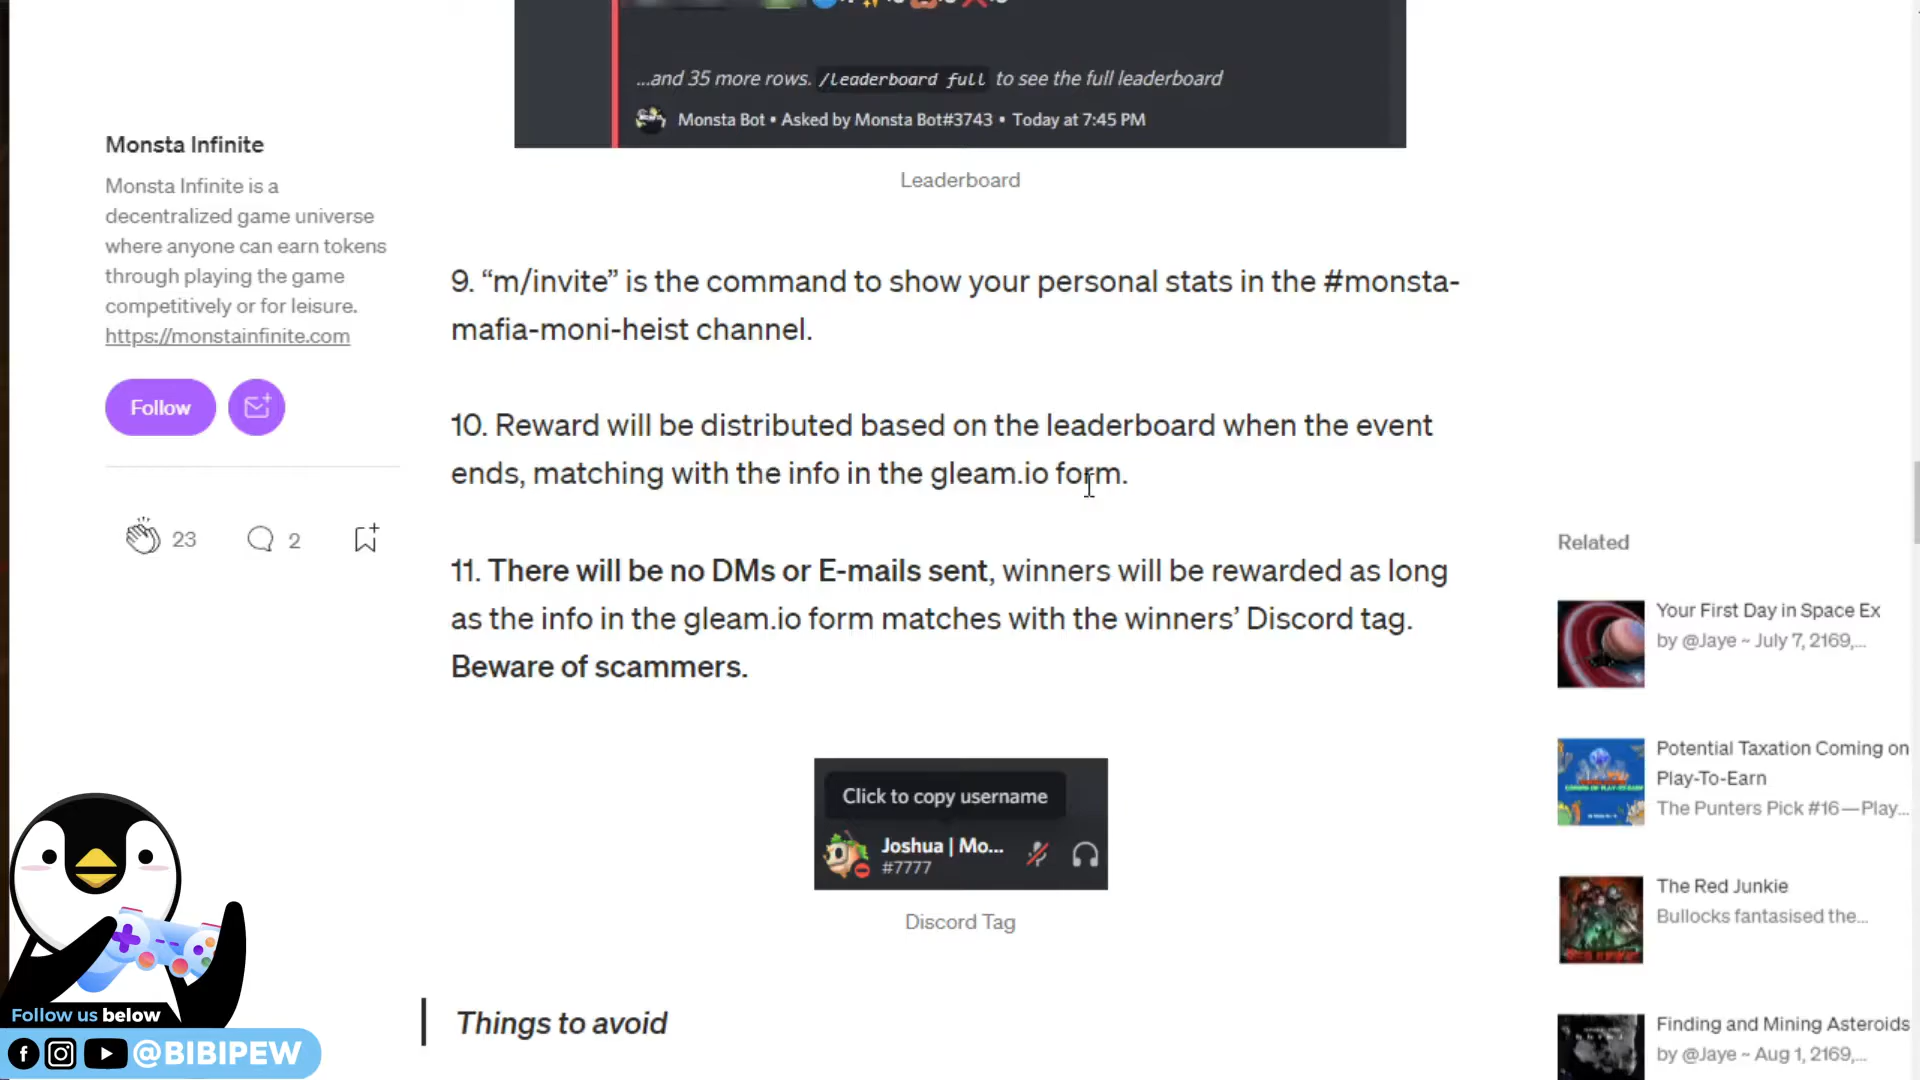 ...and 35 more rows. /leaderboard full to see the full leaderboard
Monsta Bot • Asked by Monsta Bot#3743 • Today at 7:45 PM
Leaderboard
Monsta Infinite
Monsta Infinite is a
decentralized game universe
where anyone can earn tokens
through playing the game
competitively or for leisure.
https://monstainfinite.com
Follow
23
2
9. “m/invite” is the command to show your personal stats in the #monsta-
mafia-moni-heist channel.
10. Reward will be distributed based on the leaderboard when the event
ends, matching with the info in the gleam.io form.
11. There will be no DMs or E-mails sent, winners will be rewarded as long
as the info in the gleam.io form matches with the winners’ Discord tag.
Beware of scammers.
Click to copy username
Joshua | Mo...
#7777
Discord Tag
Things to avoid
Related
Your First Day in Space Ex
by @Jaye ~ July 7, 2169,...
Potential Taxation Coming on
Play-To-Earn
The Punters Pick #16 — Play...
The Red Junkie
Bullocks fantasised the...
Finding and Mining Asteroids
by @Jaye ~ Aug 1, 2169,...
Follow us below
@BIBIPEW